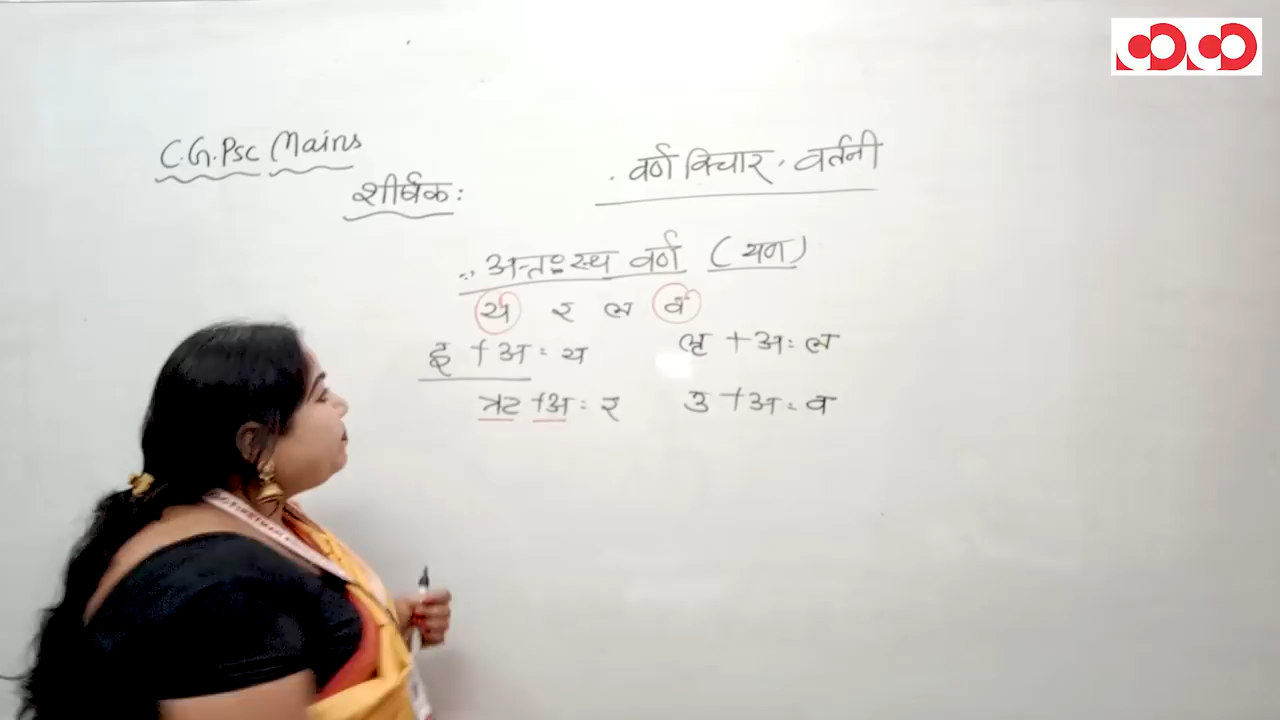 C.G.Psc Mains
शीर्षक:
. वर्ण विचार, वर्तनी
अन्तःस्थ वर्ण (यण)
य र ल व
इ + अ = य
लृ + अ = ल
ऋ + अ = र
उ + अ = व